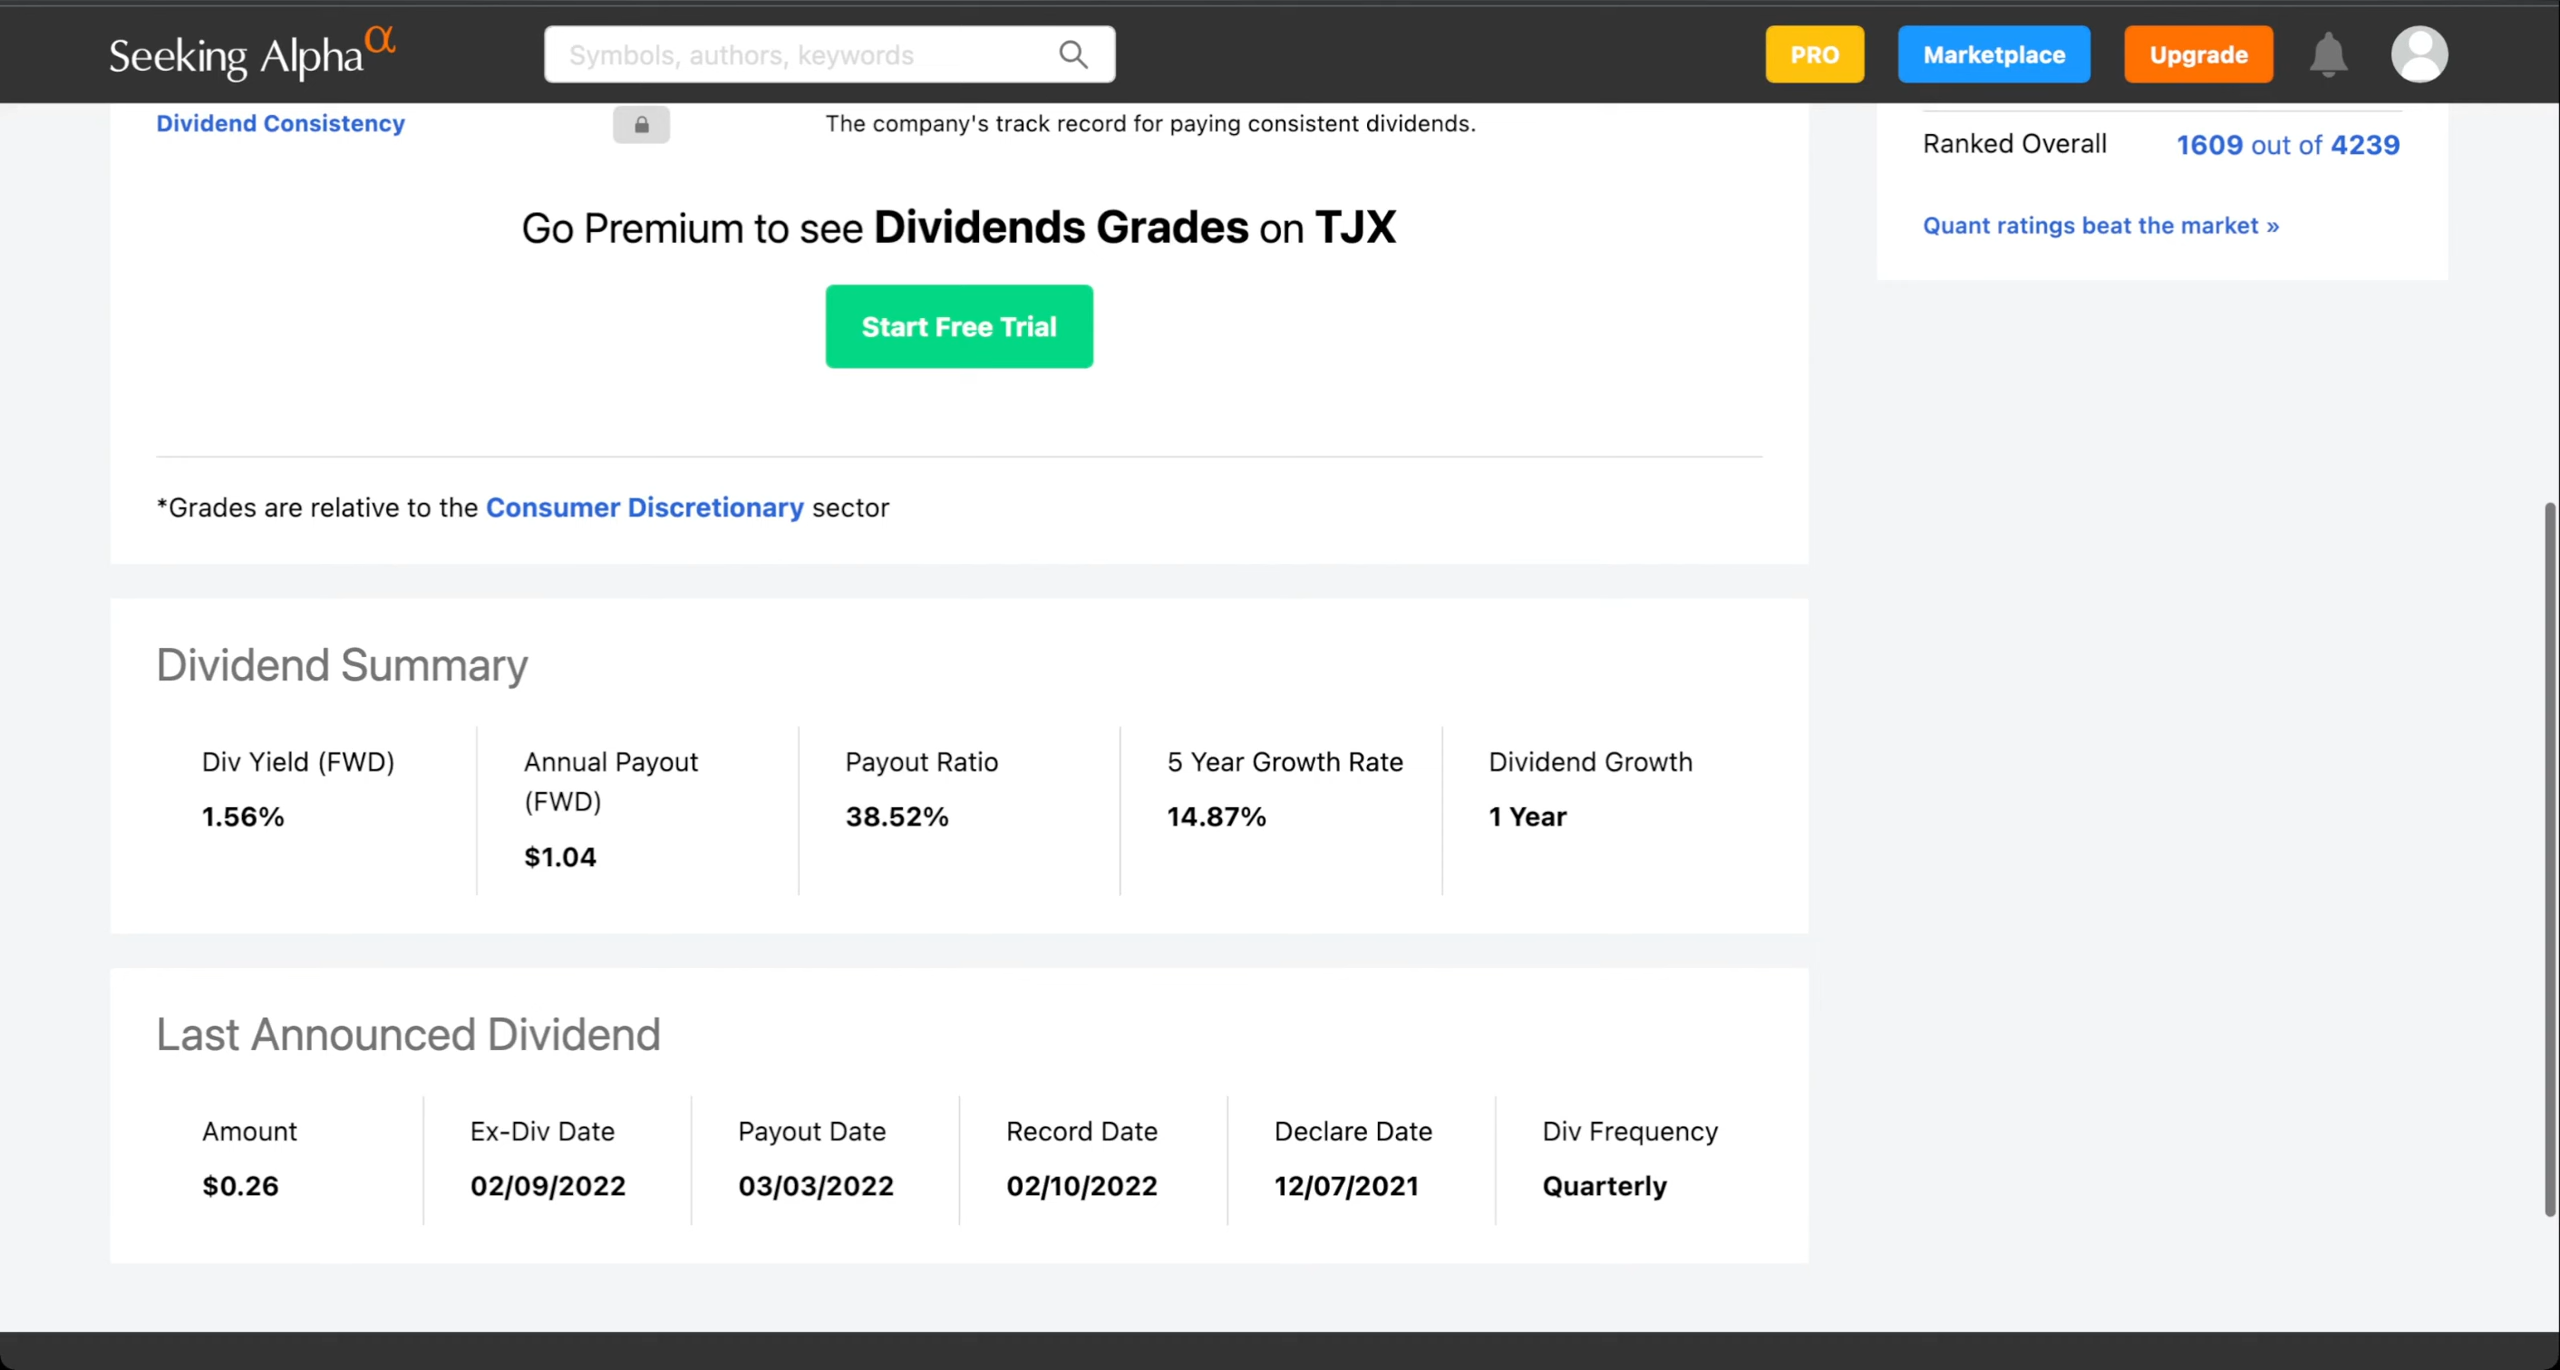 Seeking Alpha α
Symbols, authors, keywords
PRO
Marketplace
Upgrade
Dividend Consistency
The company's track record for paying consistent dividends.
Ranked Overall
1609 out of 4239
Quant ratings beat the market »
Go Premium to see Dividends Grades on TJX
Start Free Trial
*Grades are relative to the Consumer Discretionary sector
Dividend Summary
Div Yield (FWD)
1.56%
Annual Payout
(FWD)
$1.04
Payout Ratio
38.52%
5 Year Growth Rate
14.87%
Dividend Growth
1 Year
Last Announced Dividend
Amount
$0.26
Ex-Div Date
02/09/2022
Payout Date
03/03/2022
Record Date
02/10/2022
Declare Date
12/07/2021
Div Frequency
Quarterly